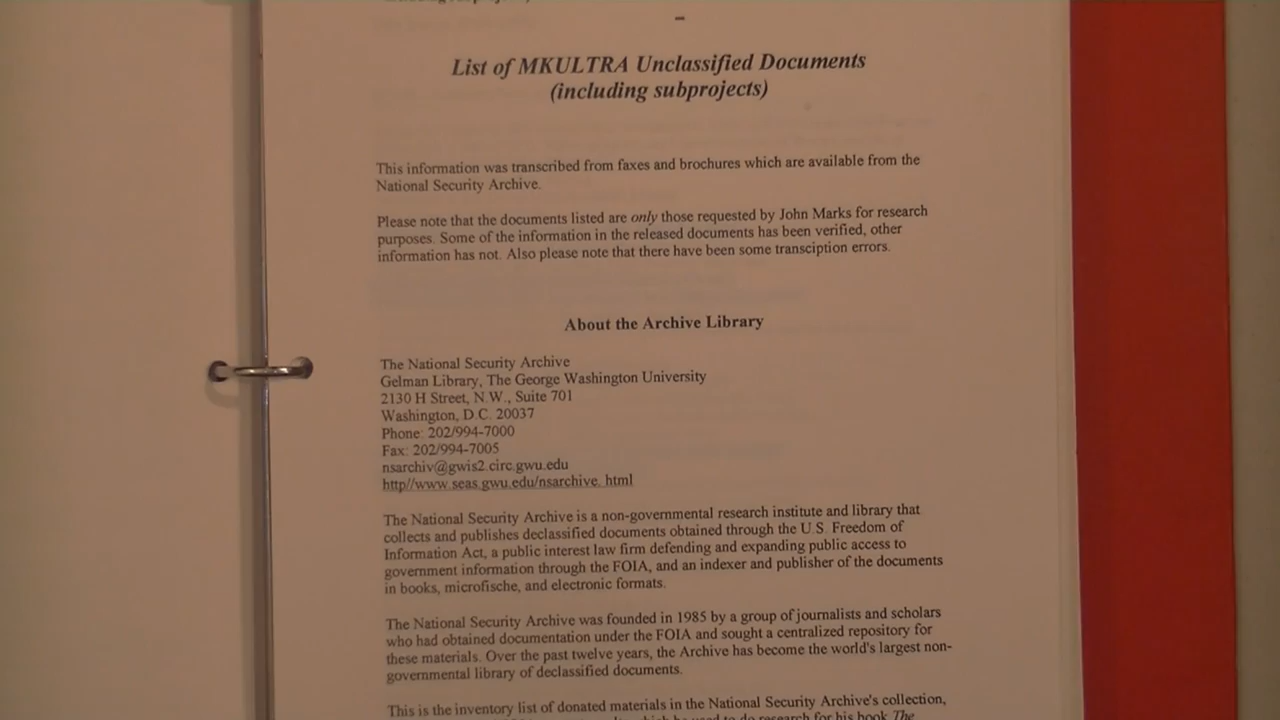 List of MKULTRA Unclassified Documents
(including subprojects)
This information was transcribed from faxes and brochures which are available from the
National Security Archive.
Please note that the documents listed are only those requested by John Marks for research
purposes. Some of the information in the released documents has been verified, other
information has not. Also please note that there have been some transciption errors.
About the Archive Library
The National Security Archive
Gelman Library, The George Washington University
2130 H Street, N.W., Suite 701
Washington, D.C. 20037
Phone: 202/994-7000
Fax: 202/994-7005
nsarchiv@gwis2.circ.gwu.edu
http//www.seas.gwu.edu/nsarchive. html
The National Security Archive is a non-governmental research institute and library that
collects and publishes declassified documents obtained through the U.S. Freedom of
Information Act, a public interest law firm defending and expanding public access to
government information through the FOIA, and an indexer and publisher of the documents
in books, microfische, and electronic formats.
The National Security Archive was founded in 1985 by a group of journalists and scholars
who had obtained documentation under the FOIA and sought a centralized repository for
these materials. Over the past twelve years, the Archive has become the world's largest non-
governmental library of declassified documents.
This is the inventory list of donated materials in the National Security Archive's collection,
which he used to do research for his book The